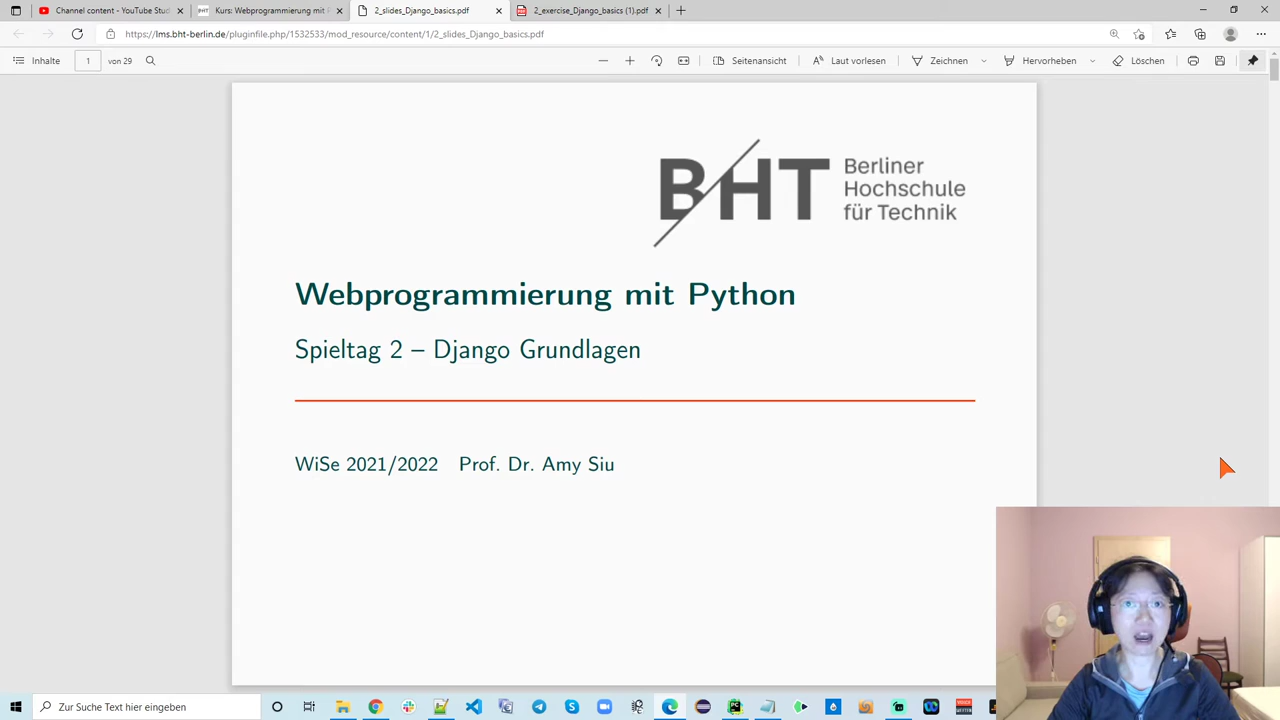 Channel content - YouTube Stud
Kurs: Webprogrammierung mit P
2_slides_Django_basics.pdf
2_exercise_Django_basics (1).pdf
https://lms.bht-berlin.de/pluginfile.php/1532533/mod_resource/content/1/2_slides_Django_basics.pdf
Inhalte
1
von 29
Seitenansicht
Laut vorlesen
Zeichnen
Hervorheben
Löschen
BHT
Berliner
Hochschule
für Technik
Webprogrammierung mit Python
Spieltag 2 – Django Grundlagen
WiSe 2021/2022 Prof. Dr. Amy Siu
Zur Suche Text hier eingeben